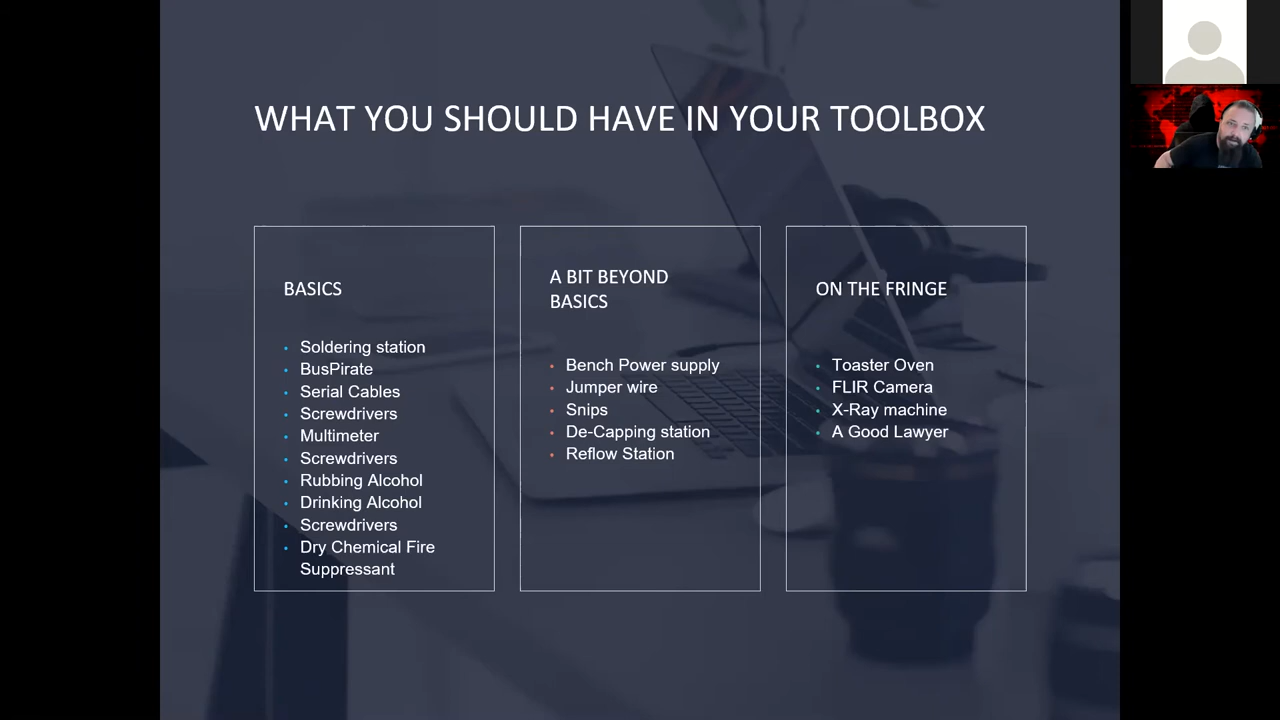 WHAT YOU SHOULD HAVE IN YOUR TOOLBOX
BASICS
Soldering station
BusPirate
Serial Cables
Screwdrivers
Multimeter
Screwdrivers
Rubbing Alcohol
Drinking Alcohol
Screwdrivers
Dry Chemical Fire
Suppressant
A BIT BEYOND
BASICS
Bench Power supply
Jumper wire
Snips
De-Capping station
Reflow Station
ON THE FRINGE
Toaster Oven
FLIR Camera
X-Ray machine
A Good Lawyer